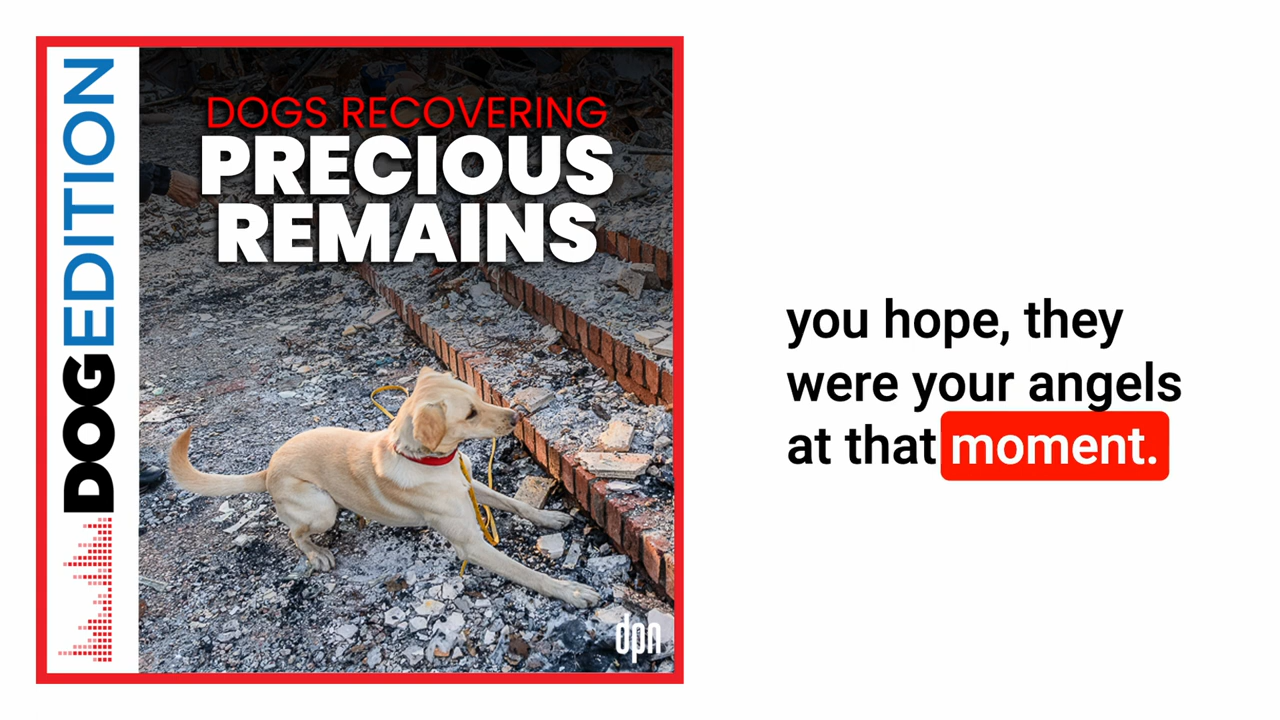 DOGEDITION
DOGS RECOVERING
PRECIOUS
REMAINS
dpn
you hope, they
were your angels
at that moment.